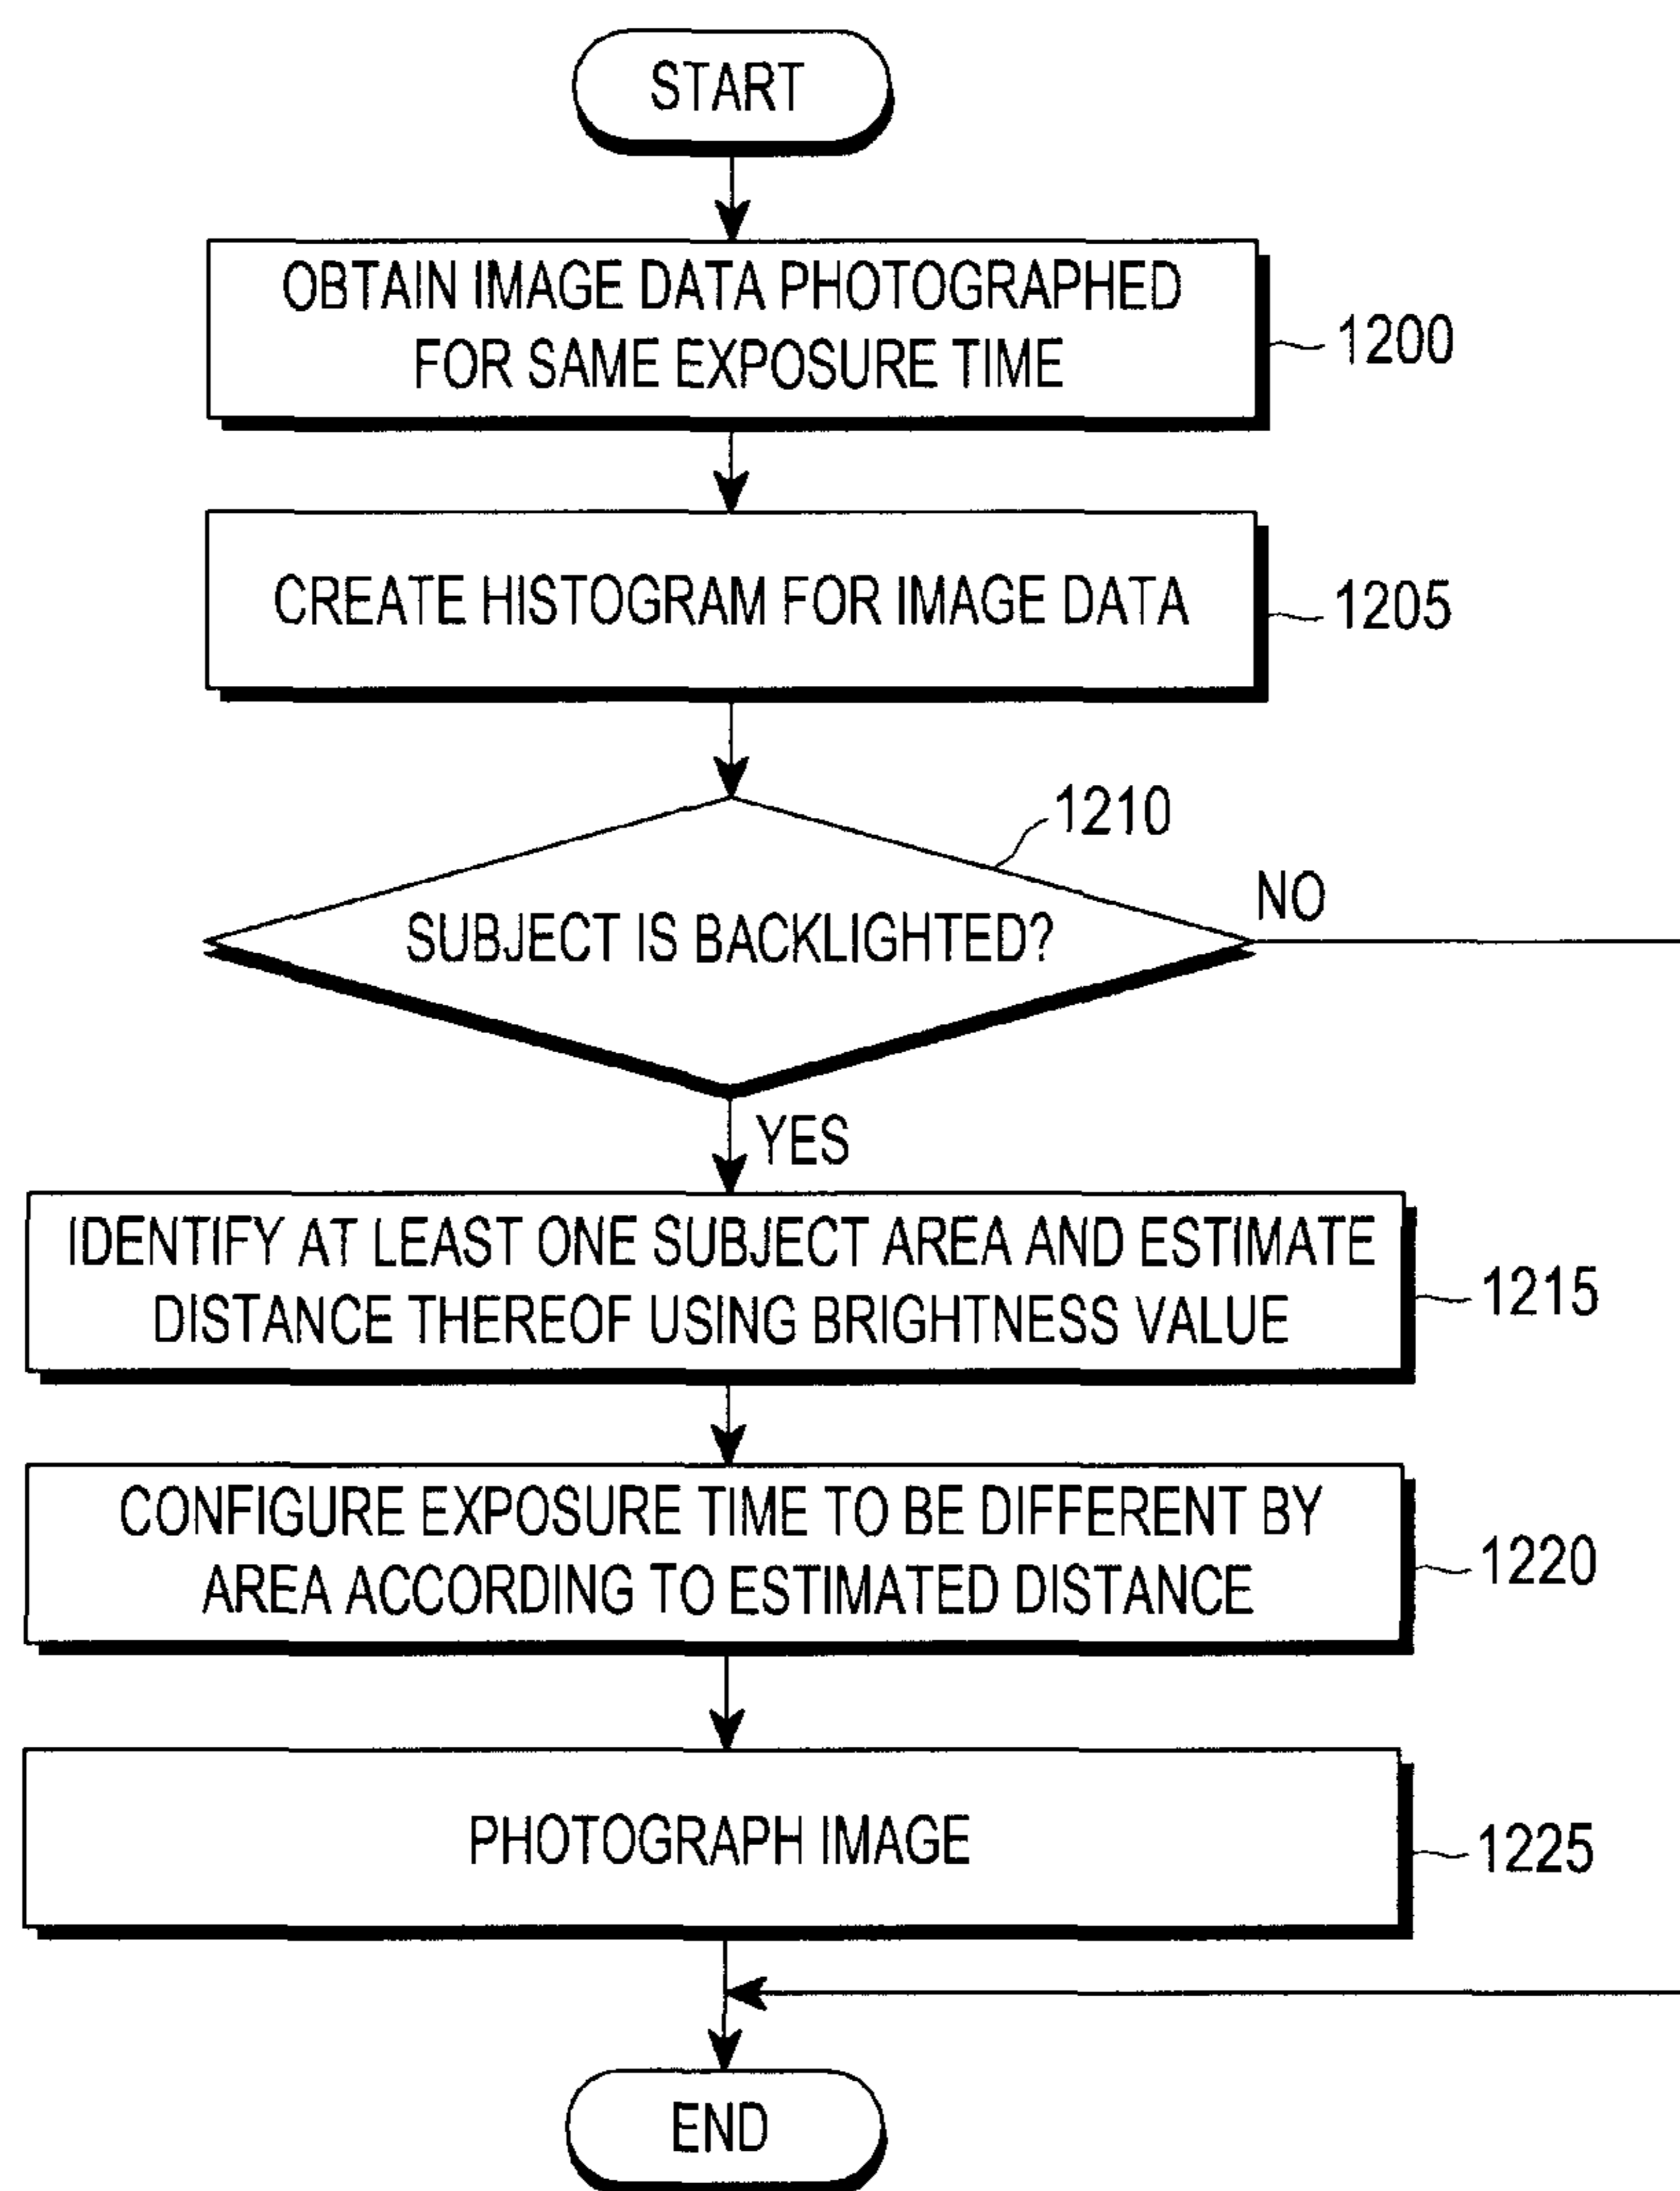 START
OBTAIN IMAGE DATA PHOTOGRAPHED
FOR SAME EXPOSURE TIME
1200
CREATE HISTOGRAM FOR IMAGE DATA
1205
1210
SUBJECT IS BACKLIGHTED?
NO
YES
IDENTIFY AT LEAST ONE SUBJECT AREA AND ESTIMATE
DISTANCE THEREOF USING BRIGHTNESS VALUE
1215
CONFIGURE EXPOSURE TIME TO BE DIFFERENT BY
AREA ACCORDING TO ESTIMATED DISTANCE
1220
PHOTOGRAPH IMAGE
1225
END